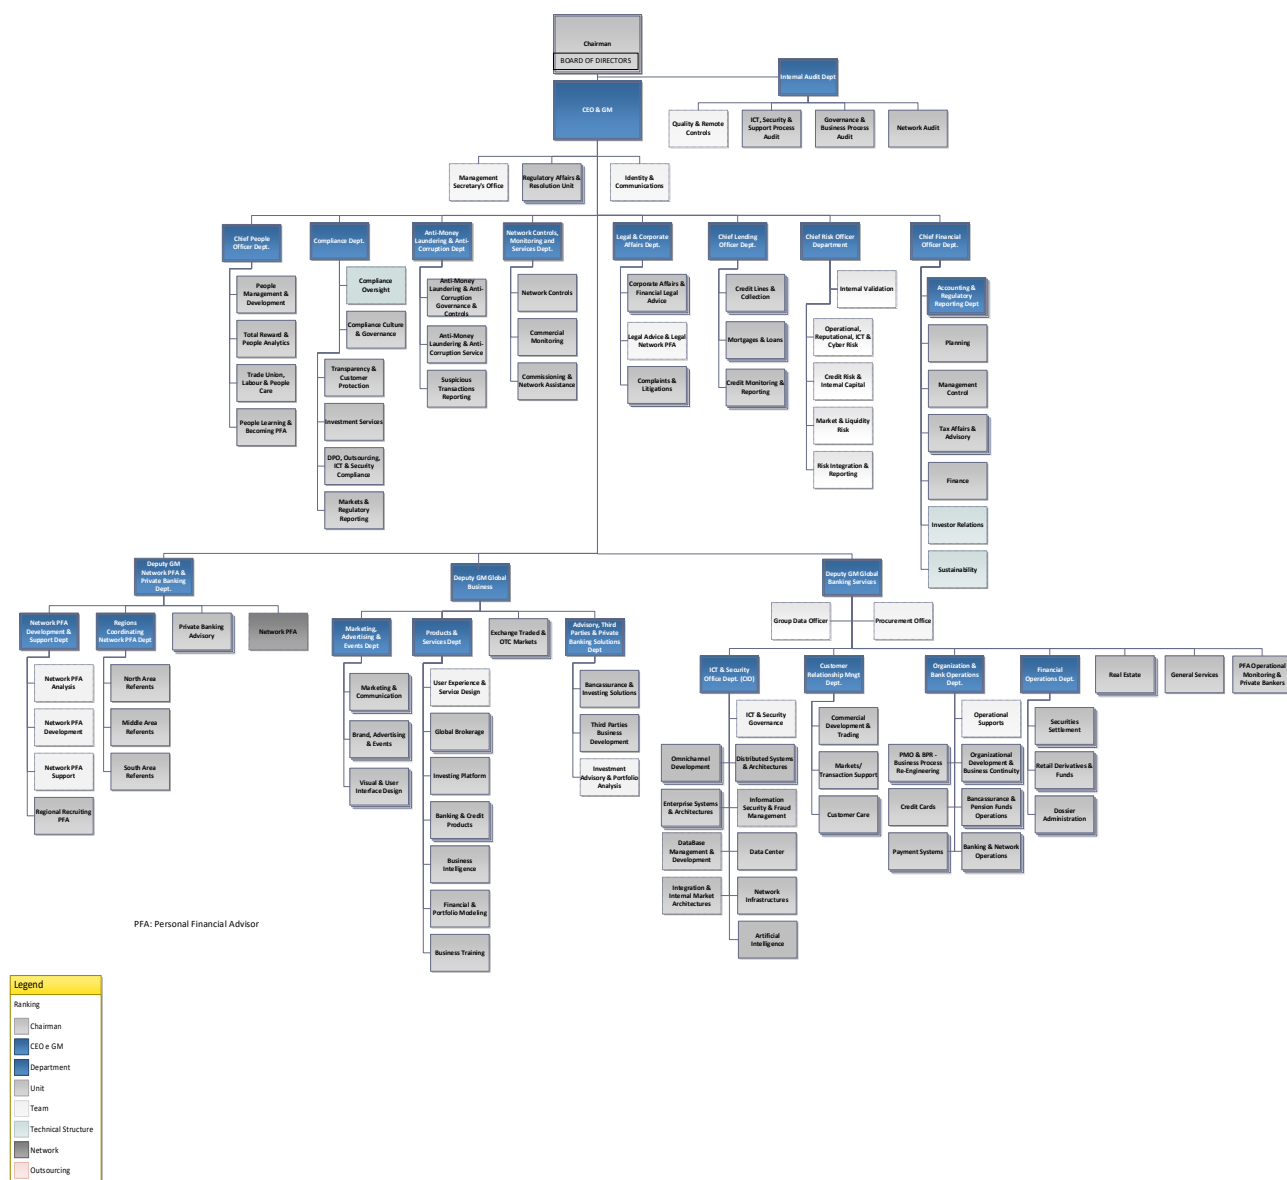 Chairman
BOARD OF DIRECTORS
Internal Audit Dept
CEO & GM
Quality & Remote
Controls
ICT, Security &
Support Process
Audit
Governance &
Business Process
Audit
Network Audit
Management
Secretary's Office
Regulatory Affairs &
Resolution Unit
Identity &
Communications
Chief People
Officer Dept.
Compliance Dept.
Anti-Money
Laundering & Anti-
Corruption Dept
Network Controls,
Monitoring and
Services Dept.
Legal & Corporate
Affairs Dept.
Chief Lending
Officer Dept.
Chief Risk Officer
Department
Chief Financial
Officer Dept.
People
Management &
Development
Total Reward &
People Analytics
Trade Union,
Labour & People
Care
People Learning &
Becoming PFA
Compliance
Oversight
Compliance Culture
& Governance
Transparency &
Customer
Protection
Investment Services
DPO, Outsourcing,
ICT & Security
Compliance
Markets &
Regulatory
Reporting
Anti-Money
Laundering & Anti-
Corruption
Governance &
Controls
Anti-Money
Laundering & Anti-
Corruption Service
Suspicious
Transactions
Reporting
Network Controls
Commercial
Monitoring
Commissioning &
Network Assistance
Corporate Affairs &
Financial Legal
Advice
Legal Advice & Legal
Network PFA
Complaints &
Litigations
Credit Lines &
Collection
Mortgages & Loans
Credit Monitoring &
Reporting
Internal Validation
Operational,
Reputational, ICT &
Cyber Risk
Credit Risk &
Internal Capital
Market & Liquidity
Risk
Risk Integration &
Reporting
Accounting &
Regulatory
Reporting Dept
Planning
Management
Control
Tax Affairs &
Advisory
Finance
Investor Relations
Sustainability
Deputy GM
Network PFA &
Private Banking
Dept.
Deputy GM Global
Business
Deputy GM Global
Banking Services
Network PFA
Development &
Support Dept
Regions
Coordinating
Network PFA Dept
Private Banking
Advisory
Network PFA
Network PFA
Analysis
Network PFA
Development
Network PFA
Support
Regional Recruiting
PFA
North Area
Referents
Middle Area
Referents
South Area
Referents
Marketing,
Advertising &
Events Dept
Products &
Services Dept
Exchange Traded &
OTC Markets
Advisory, Third
Parties & Private
Banking Solutions
Dept
Marketing &
Communication
Brand, Advertising
& Events
Visual & User
Interface Design
User Experience &
Service Design
Global Brokerage
Investing Platform
Banking & Credit
Products
Business
Intelligence
Financial &
Portfolio Modeling
Business Training
Bancassurance &
Investing Solutions
Third Parties
Business
Development
Investment
Advisory & Portfolio
Analysis
Group Data Officer
Procurement Office
ICT & Security
Office Dept. (CIO)
Customer
Relationship Mngt
Dept.
Organization &
Bank Operations
Dept.
Financial
Operations Dept.
Real Estate
General Services
PFA Operational
Monitoring &
Private Bankers
ICT & Security
Governance
Omnichannel
Development
Distributed Systems
& Architectures
Enterprise Systems
& Architectures
Information
Security & Fraud
Management
DataBase
Management &
Development
Data Center
Integration &
Internal Market
Architectures
Network
Infrastructures
Artificial
Intelligence
Commercial
Development &
Trading
Markets/
Transaction Support
Customer Care
Operational
Supports
PMO & BPR -
Business Process
Re-Engineering
Organizational
Development &
Business Continuity
Credit Cards
Bancassurance &
Pension Funds
Operations
Payment Systems
Banking & Network
Operations
Securities
Settlement
Retail Derivatives &
Funds
Dossier
Administration
PFA: Personal Financial Advisor
Legend
Ranking
Chairman
CEO e GM
Department
Unit
Team
Technical Structure
Network
Outsourcing